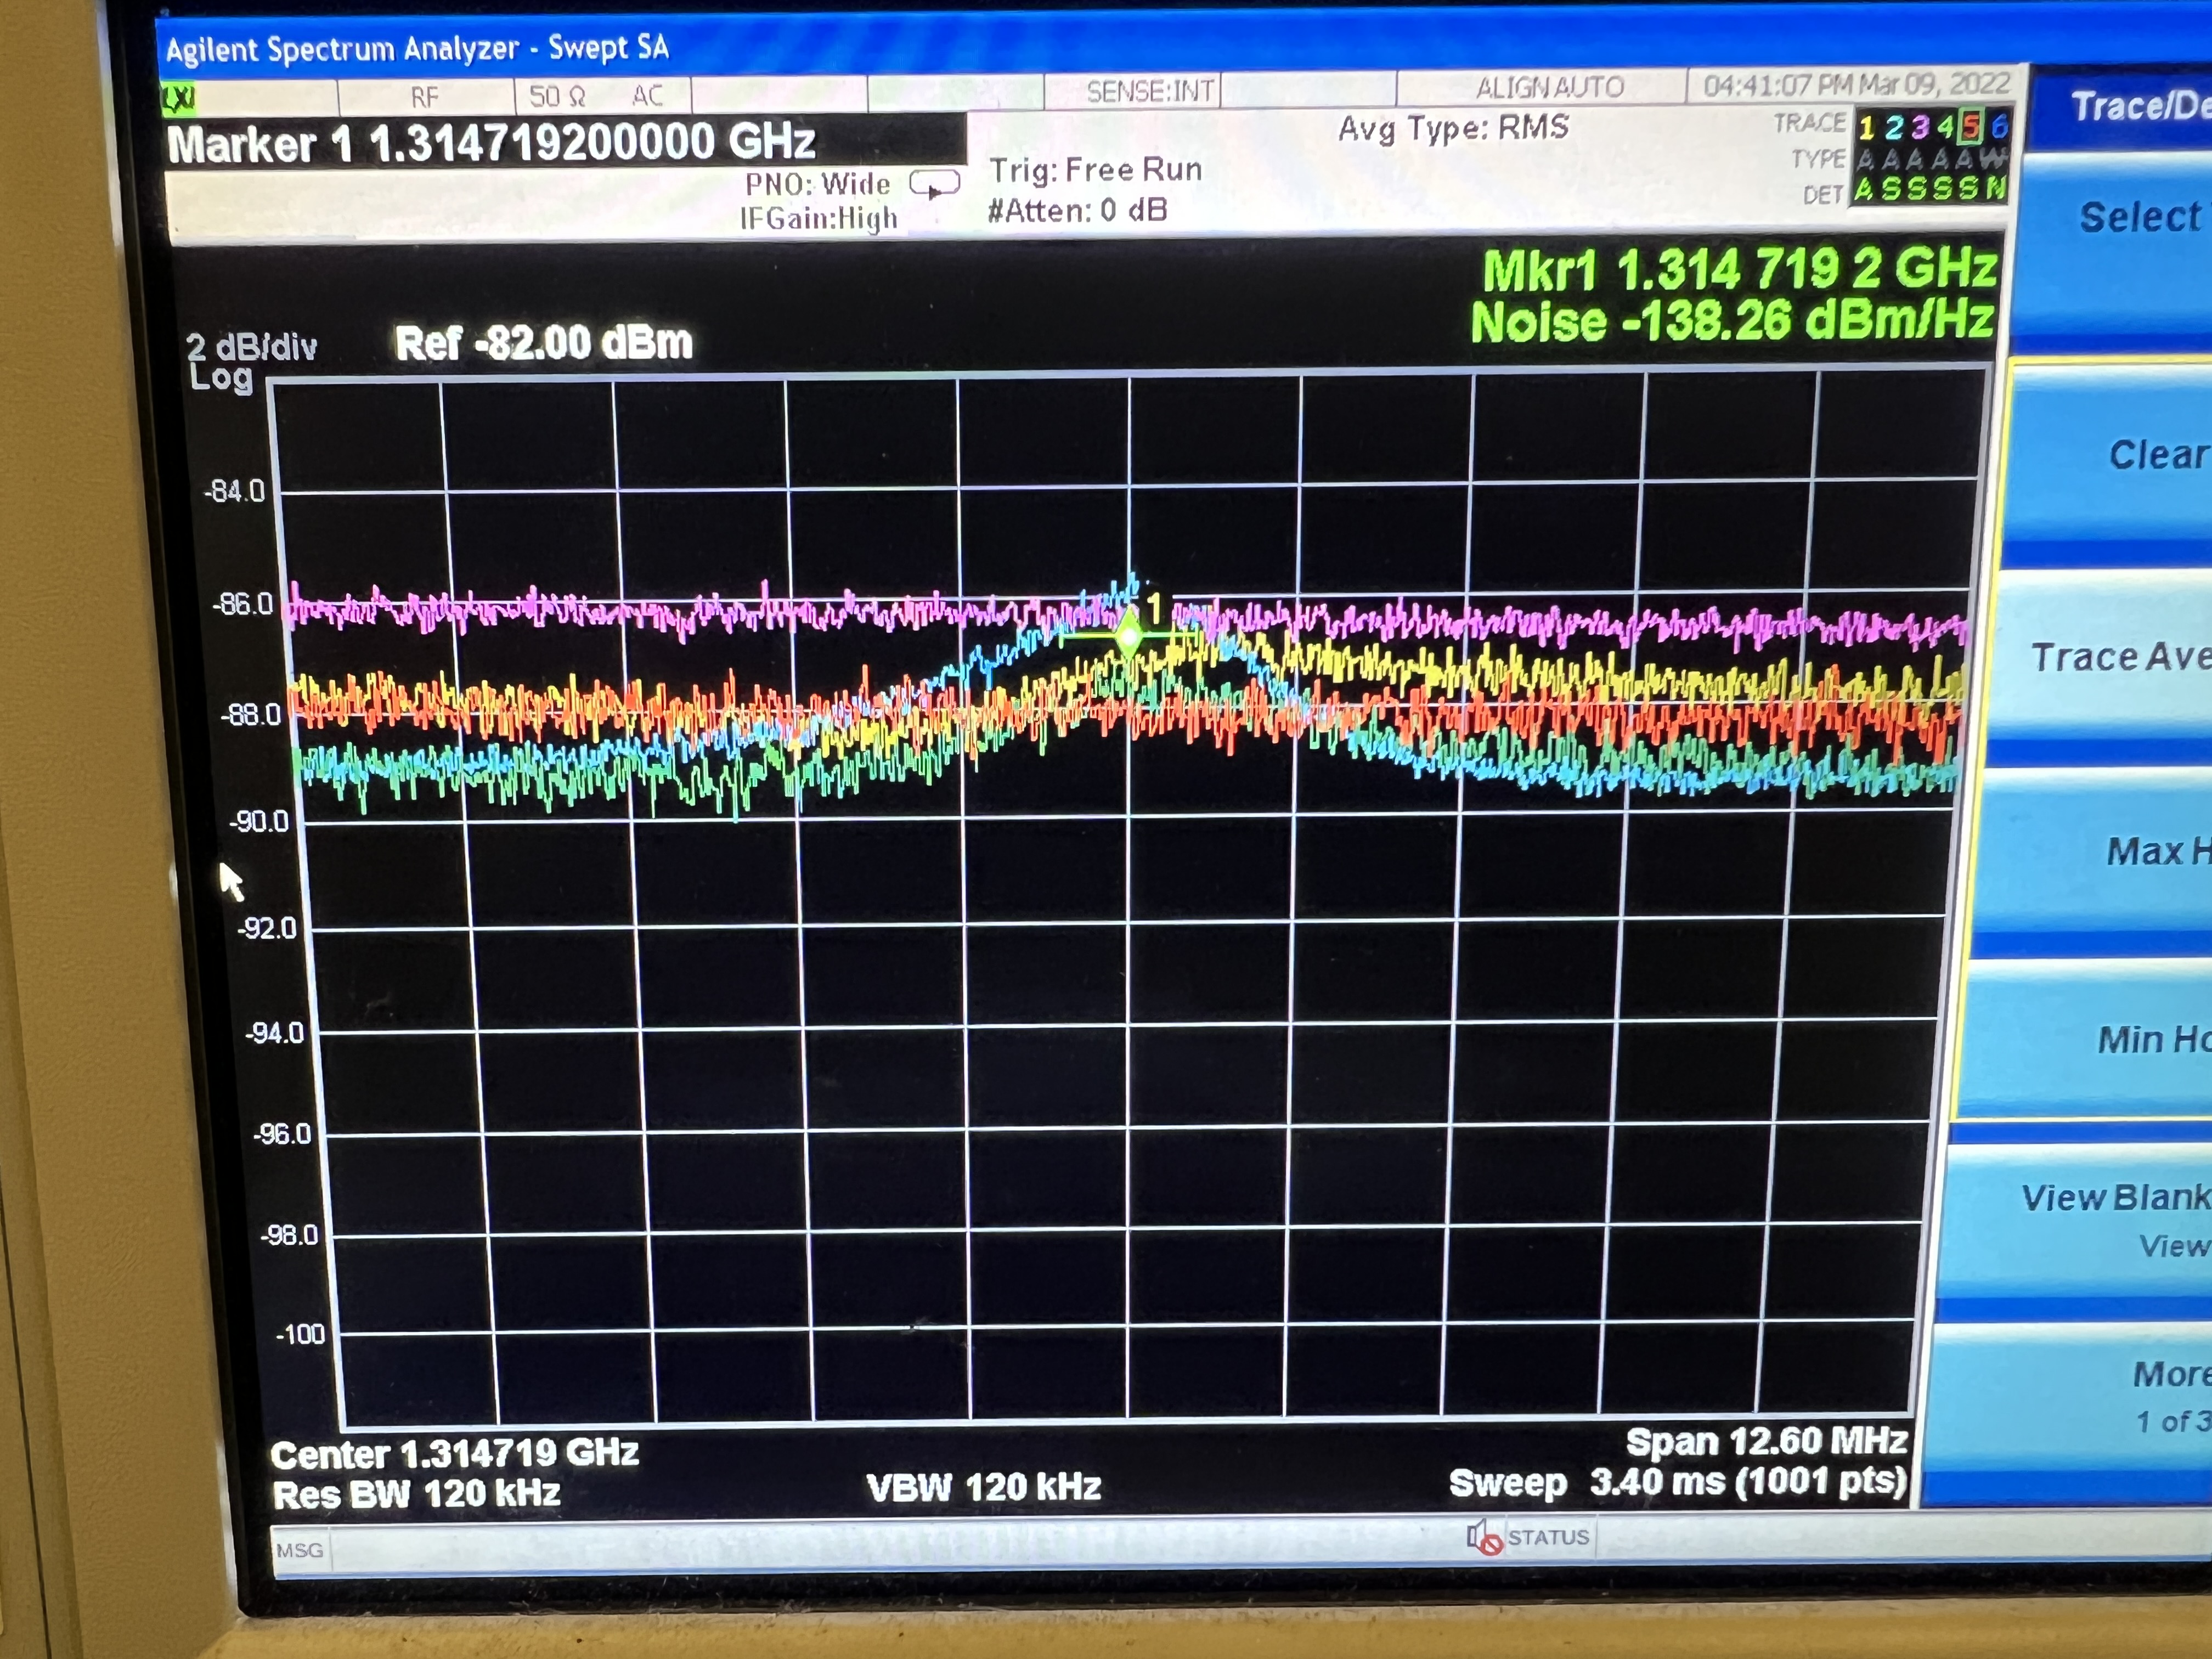 Agilent Spectrum Analyzer - Swept SA
LXI RF 50 Ω AC SENSE:INT ALIGN AUTO 04:41:07 PM Mar 09, 2022
Marker 1 1.314719200000 GHz
PNO: Wide
IFGain:High
Trig: Free Run
#Atten: 0 dB
Avg Type: RMS
TRACE 1 2 3 4 5 6
TYPE A A A A A W
DET A S S S S N
Mkr1 1.314 719 2 GHz
Noise -138.26 dBm/Hz
2 dB/div Ref -82.00 dBm
Log
-84.0
-86.0
-88.0
-90.0
-92.0
-94.0
-96.0
-98.0
-100
1
Center 1.314719 GHz Span 12.60 MHz
Res BW 120 kHz VBW 120 kHz Sweep 3.40 ms (1001 pts)
MSG STATUS
Trace/De
Select
Clear
Trace Ave
Max H
Min Ho
View Blank
View
More
1 of 3